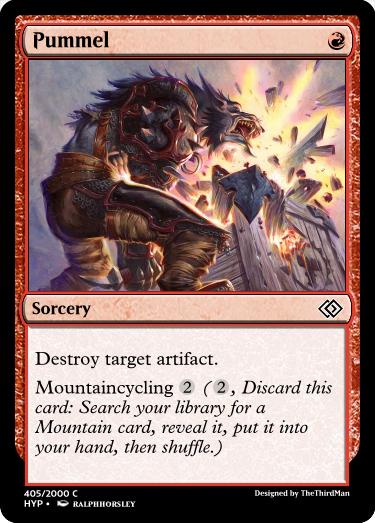 Pummel
Sorcery
Destroy target artifact.
Mountaincycling 2 (2, Discard this
card: Search your library for a
Mountain card, reveal it, put it into
your hand, then shuffle.)
405/2000 C
HYP • RALPHHORSLEY
Designed by TheThirdMan